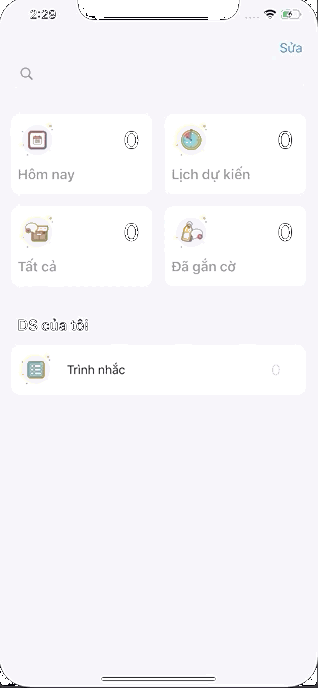 2:29
Sửa
0
0
Hôm nay
Lịch dự kiến
0
0
Tất cả
Đã gắn cờ
DS của tôi
Trình nhắc
0